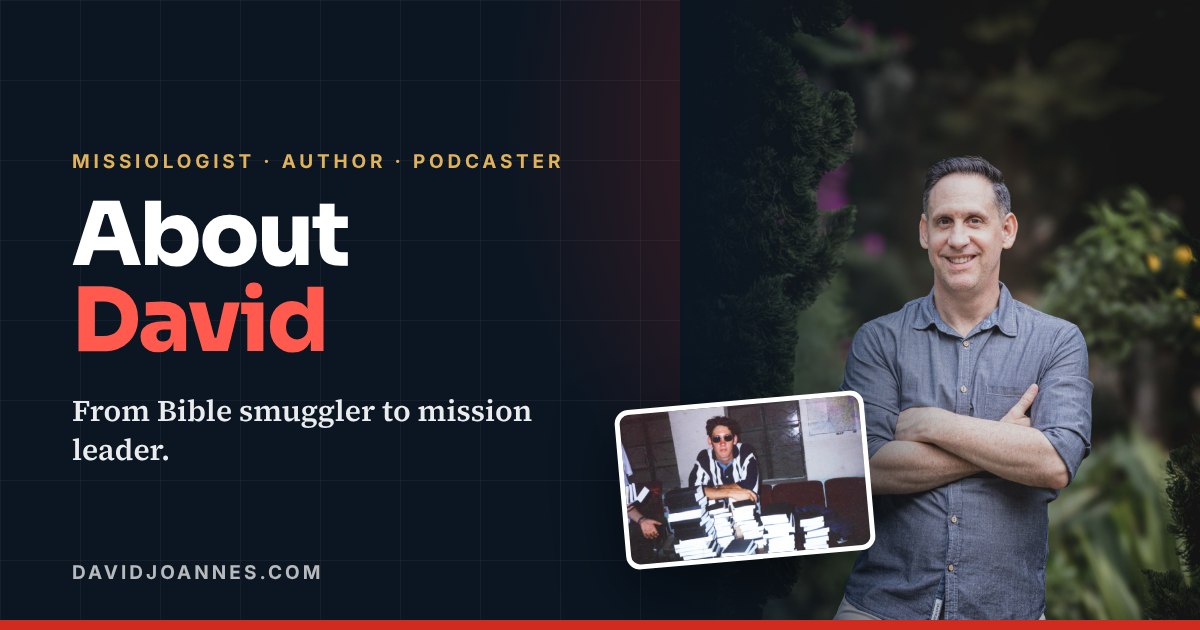 MISSIOLOGIST · AUTHOR · PODCASTER
About
David
From Bible smuggler to mission
leader.
DAVIDJOANNES.COM